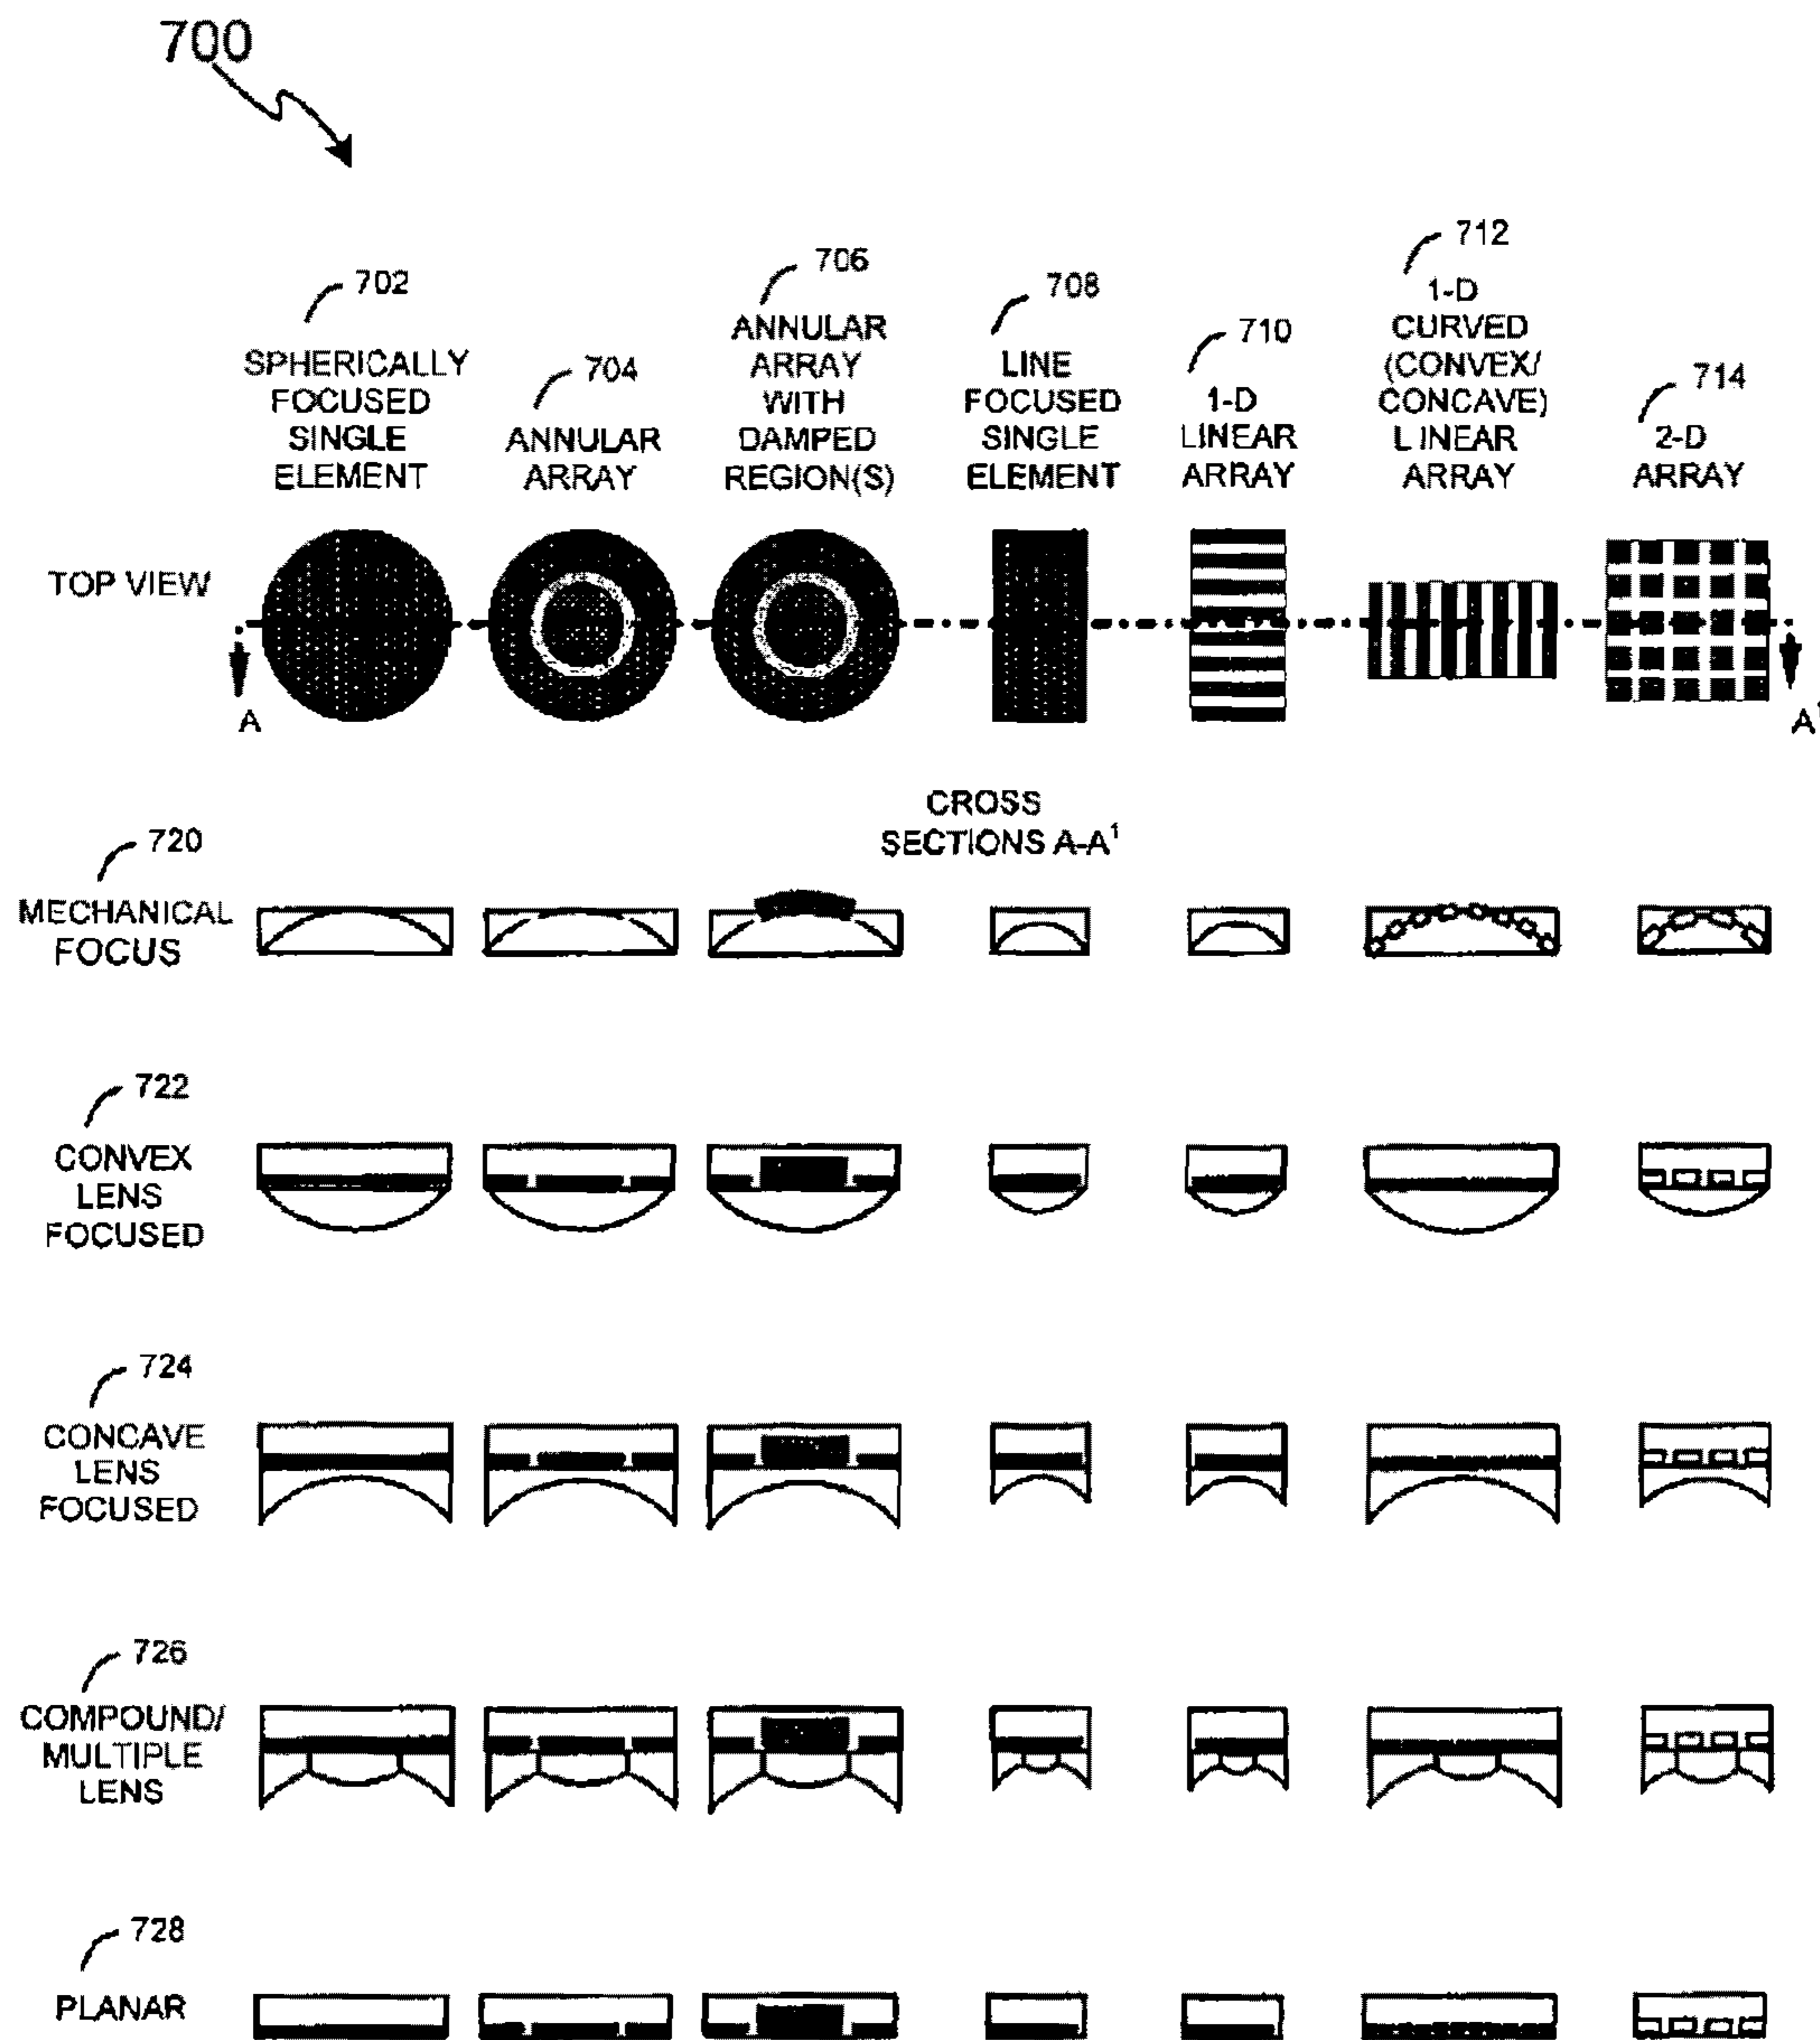 700
702
SPHERICALLY
FOCUSED
SINGLE
ELEMENT
704
ANNULAR
ARRAY
706
ANNULAR
ARRAY
WITH
DAMPED
REGION(S)
708
LINE
FOCUSED
SINGLE
ELEMENT
710
1-D
LINEAR
ARRAY
712
1-D
CURVED
(CONVEX/
CONCAVE)
LINEAR
ARRAY
714
2-D
ARRAY
TOP VIEW
A
A¹
CROSS
SECTIONS A-A¹
720
MECHANICAL
FOCUS
722
CONVEX
LENS
FOCUSED
724
CONCAVE
LENS
FOCUSED
726
COMPOUND/
MULTIPLE
LENS
728
PLANAR